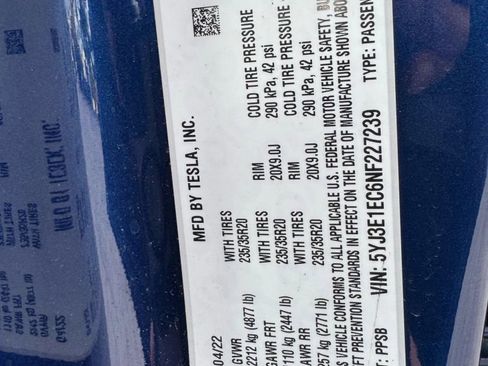 MFD BY TESLA, INC.
04/22
GVWR WITH TIRES RIM COLD TIRE PRESSURE
2212 kg (4877 lb) 235/35R20 20X9.0J 290 kPa, 42 psi
GAWR FRT WITH TIRES RIM COLD TIRE PRESSURE
110 kg (2447 lb) 235/35R20 20X9.0J 290 kPa, 42 psi
AWR RR
257 kg (2771 lb)
S VEHICLE CONFORMS TO ALL APPLICABLE U.S. FEDERAL MOTOR VEHICLE SAFETY, BU
FT PREVENTION STANDARDS IN EFFECT ON THE DATE OF MANUFACTURE SHOWN ABO
VIN: 5YJ3E1EC6NF227239
T: PPSB TYPE: PASSEN